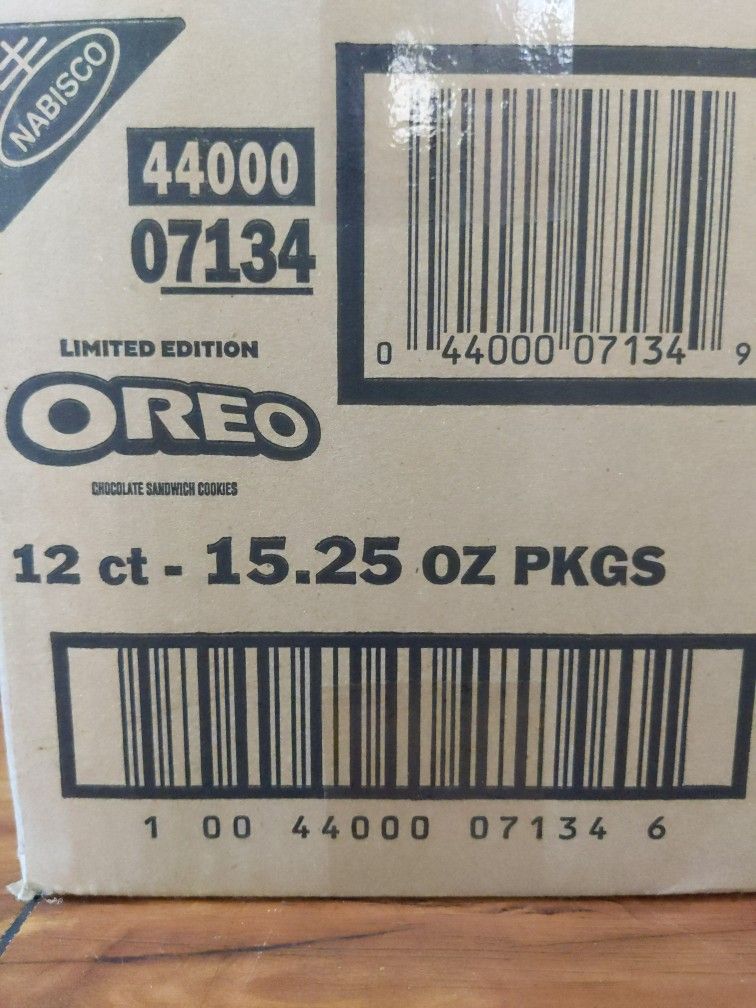 NABISCO
44000
07134
LIMITED EDITION
OREO
CHOCOLATE SANDWICH COOKIES
0 44000 07134 9
12 ct - 15.25 OZ PKGS
1 00 44000 07134 6